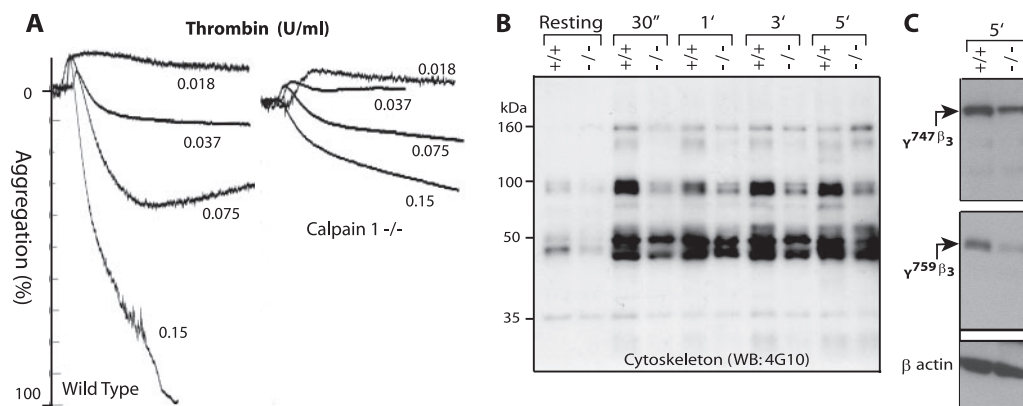 A
Thrombin (U/ml)
0.018
0.037
0.075
0.15
0.018
0.037
0.075
0.15
0
100
Aggregation (%)
Wild Type
Calpain 1 -/-
B
Resting 30” 1‘ 3‘ 5‘
+/+ -/- +/+ -/- +/+ -/- +/+ -/- +/+ -/-
kDa
160
100
50
35
Cytoskeleton (WB: 4G10)
C
5‘
+/+ -/-
Y747β3
Y759β3
β actin